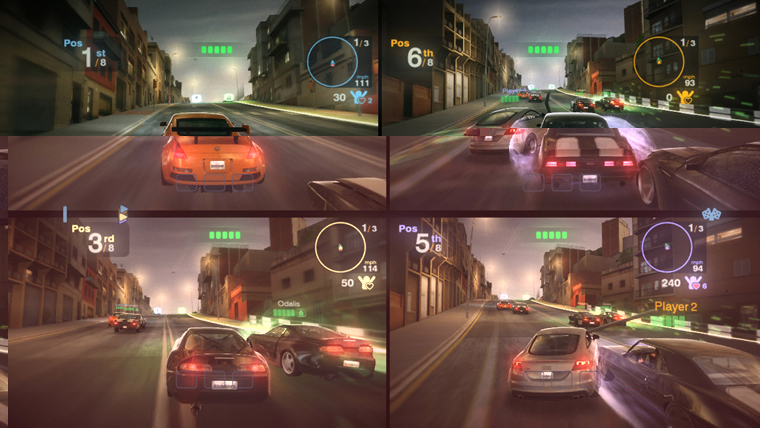 Pos
1st/8
1/3
mph
111
30
2
Pos
6th/8
1/3
mph
93
0
Pos
3rd/8
1/3
mph
114
50
Odalis
Pos
5th/8
1/3
mph
94
240
6
Player 2